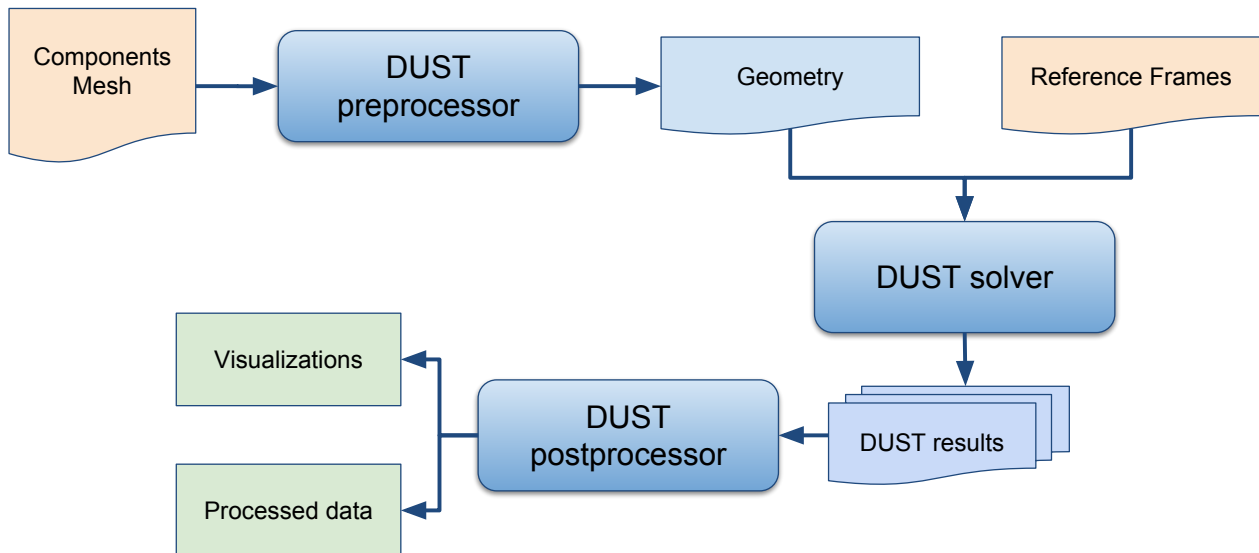 Components
Mesh
DUST
preprocessor
Geometry
Reference Frames
DUST solver
Visualizations
DUST
postprocessor
DUST results
Processed data